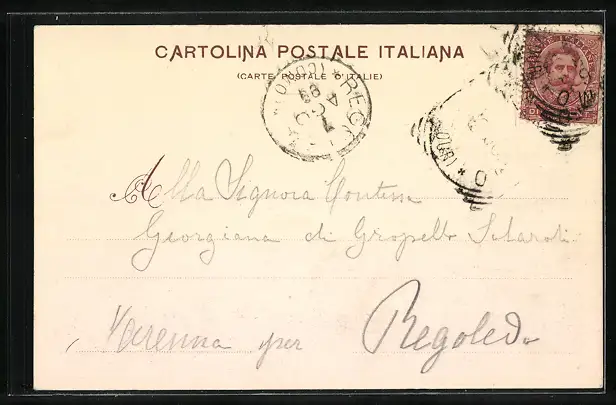 CARTOLINA POSTALE ITALIANA
(CARTE POSTALE D'ITALIE)
Alla Signora Contessa
Georgiana di Gropello
Varenna per Regoledo